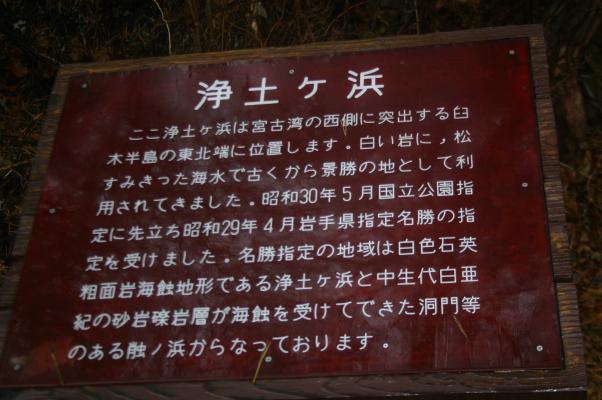 浄土ヶ浜
ここ浄土ヶ浜は宮古湾の西側に突出する臼
木半島の東北端に位置します。白い岩に，松
すみきった海水で古くから景勝の地として利
用されてきました。昭和30年5月国立公園指
定に先立ち昭和29年4月岩手県指定名勝の指
定を受けました。名勝指定の地域は白色石英
粗面岩海蝕地形である浄土ヶ浜と中生代白亜
紀の砂岩礫岩層が海蝕を受けてできた洞門等
のある融ノ浜からなっております。